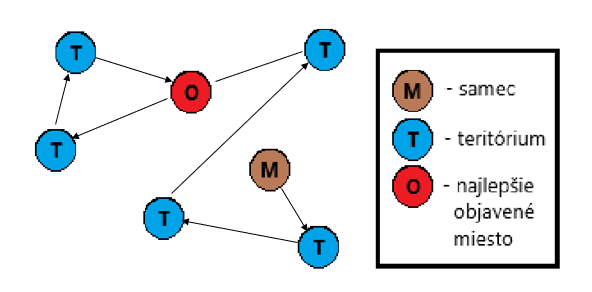 T
O
T
T
M
T
T
M - samec
T - teritórium
O - najlepšie
objavené
miesto